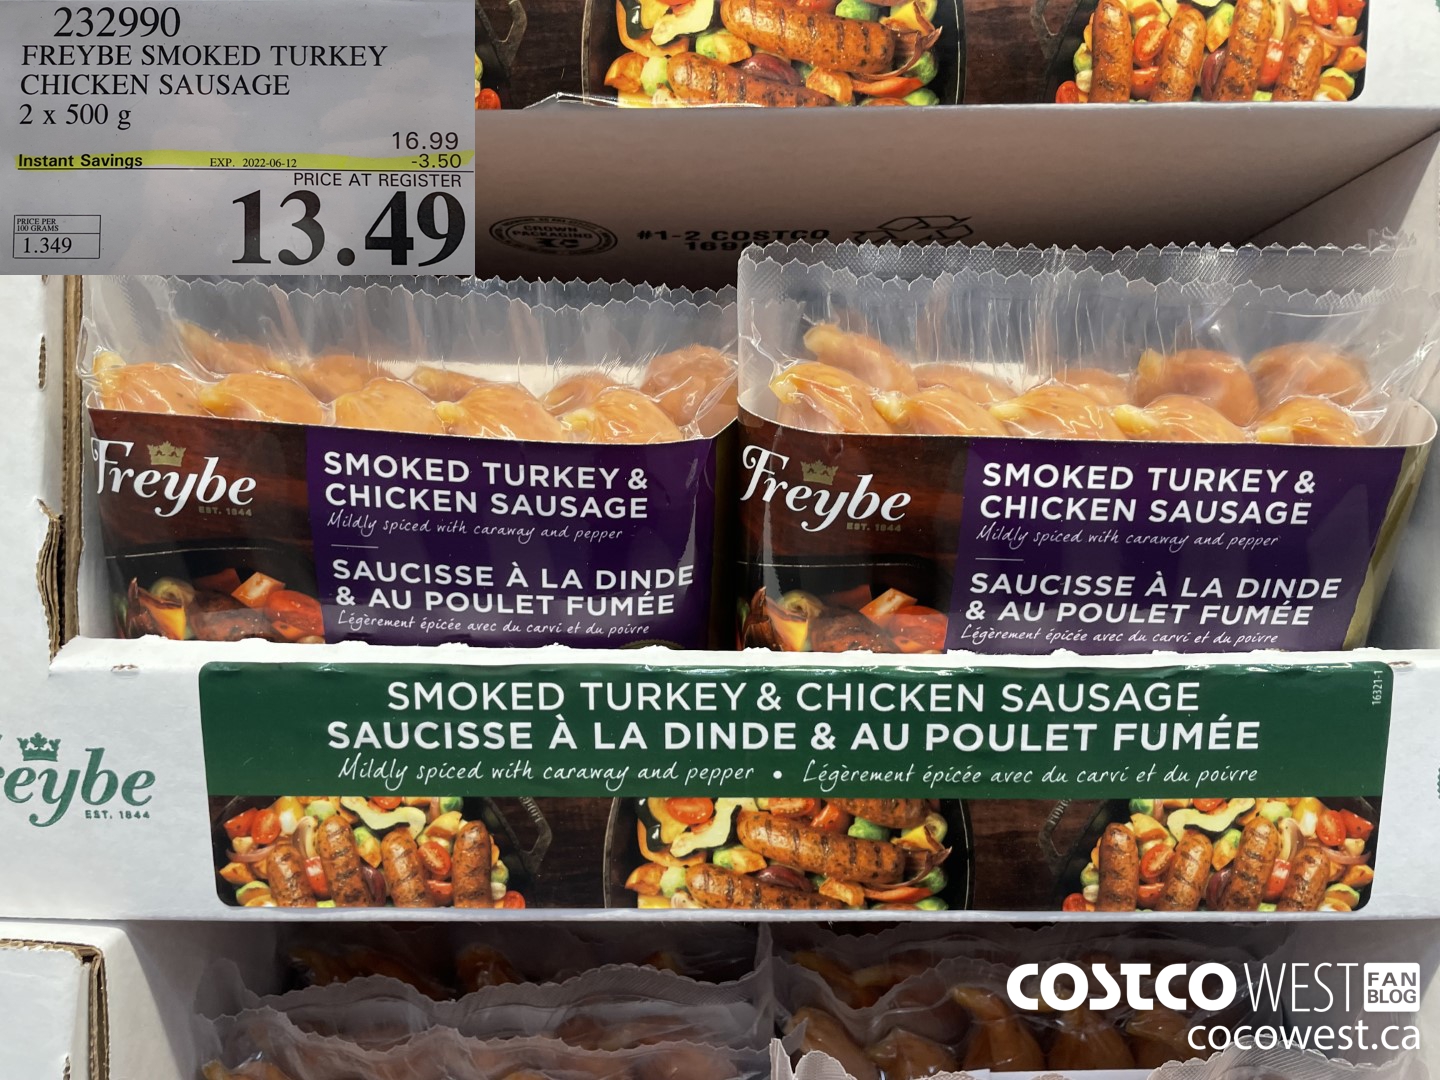 232990
FREYBE SMOKED TURKEY
CHICKEN SAUSAGE
2 x 500 g
16.99
Instant Savings EXP. 2022-06-12 -3.50
PRICE AT REGISTER
13.49
PRICE PER
100 GRAMS
1.349
#1-2 COSTCO
Freybe
EST. 1844
SMOKED TURKEY &
CHICKEN SAUSAGE
Mildly spiced with caraway and pepper
SAUCISSE À LA DINDE
& AU POULET FUMÉE
Légèrement épicée avec du carvi et du poivre
Freybe
EST. 1844
SMOKED TURKEY &
CHICKEN SAUSAGE
Mildly spiced with caraway and pepper
SAUCISSE À LA DINDE
& AU POULET FUMÉE
Légèrement épicée avec du carvi et du poivre
SMOKED TURKEY & CHICKEN SAUSAGE
SAUCISSE À LA DINDE & AU POULET FUMÉE
Mildly spiced with caraway and pepper • Légèrement épicée avec du carvi et du poivre
16321-1
reybe
EST. 1844
COSTCO WEST FAN BLOG
cocowest.ca